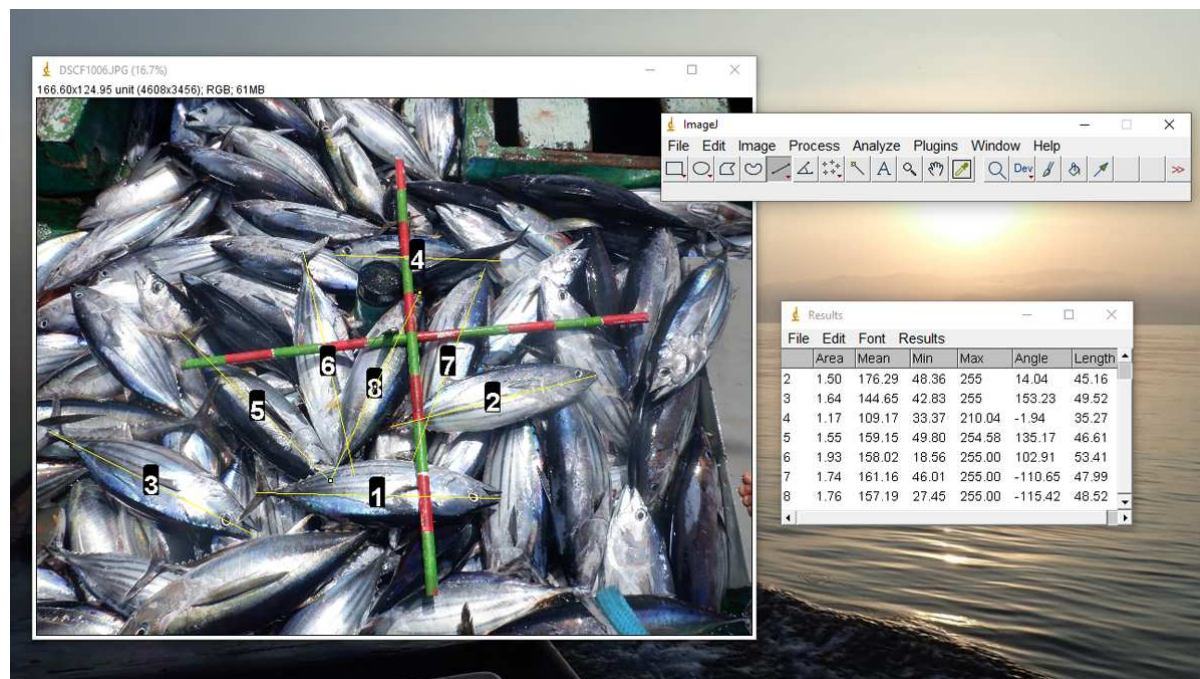 DSCF1006.JPG (16.7%)
166.60x124.95 unit (4608x3456); RGB; 61MB
4
6
7
8
5
2
3
1
ImageJ
File Edit Image Process Analyze Plugins Window Help
A Dev >>
Results
File Edit Font Results
Area Mean Min Max Angle Length
2 1.50 176.29 48.36 255 14.04 45.16
3 1.64 144.65 42.83 255 153.23 49.52
4 1.17 109.17 33.37 210.04 -1.94 35.27
5 1.55 159.15 49.80 254.58 135.17 46.61
6 1.93 158.02 18.56 255.00 102.91 53.41
7 1.74 161.16 46.01 255.00 -110.65 47.99
8 1.76 157.19 27.45 255.00 -115.42 48.52